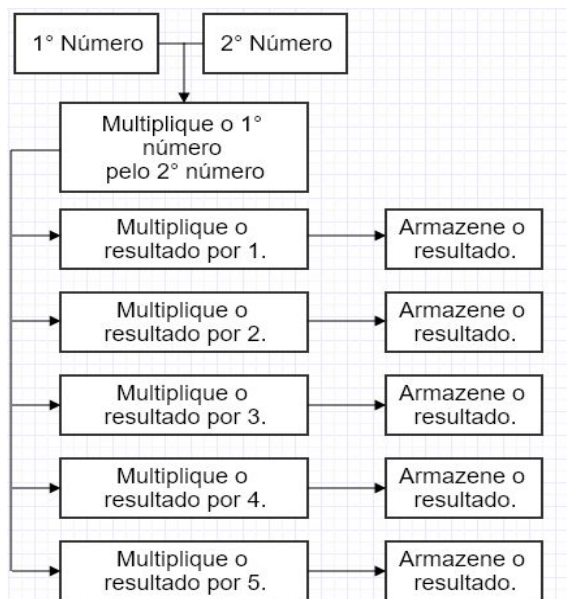 1° Número
2° Número
Multiplique o 1°
número
pelo 2° número
Multiplique o
resultado por 1.
Armazene o
resultado.
Multiplique o
resultado por 2.
Armazene o
resultado.
Multiplique o
resultado por 3.
Armazene o
resultado.
Multiplique o
resultado por 4.
Armazene o
resultado.
Multiplique o
resultado por 5.
Armazene o
resultado.